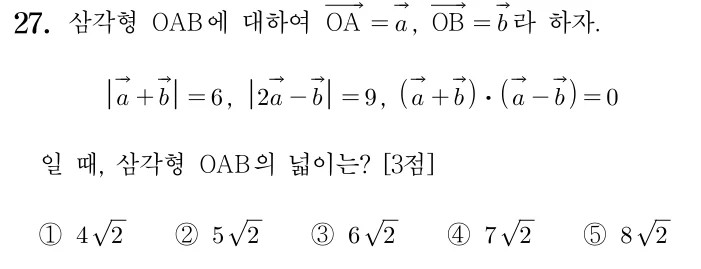 27. 삼각형 OAB에 대하여 $\overrightarrow{OA}=\vec{a}$, $\overrightarrow{OB}=\vec{b}$라 하자.
$|\vec{a}+\vec{b}|=6$, $|2\vec{a}-\vec{b}|=9$, $(\vec{a}+\vec{b})\cdot(\vec{a}-\vec{b})=0$
일 때, 삼각형 OAB의 넓이는? [3점]
① $4\sqrt{2}$ ② $5\sqrt{2}$ ③ $6\sqrt{2}$ ④ $7\sqrt{2}$ ⑤ $8\sqrt{2}$